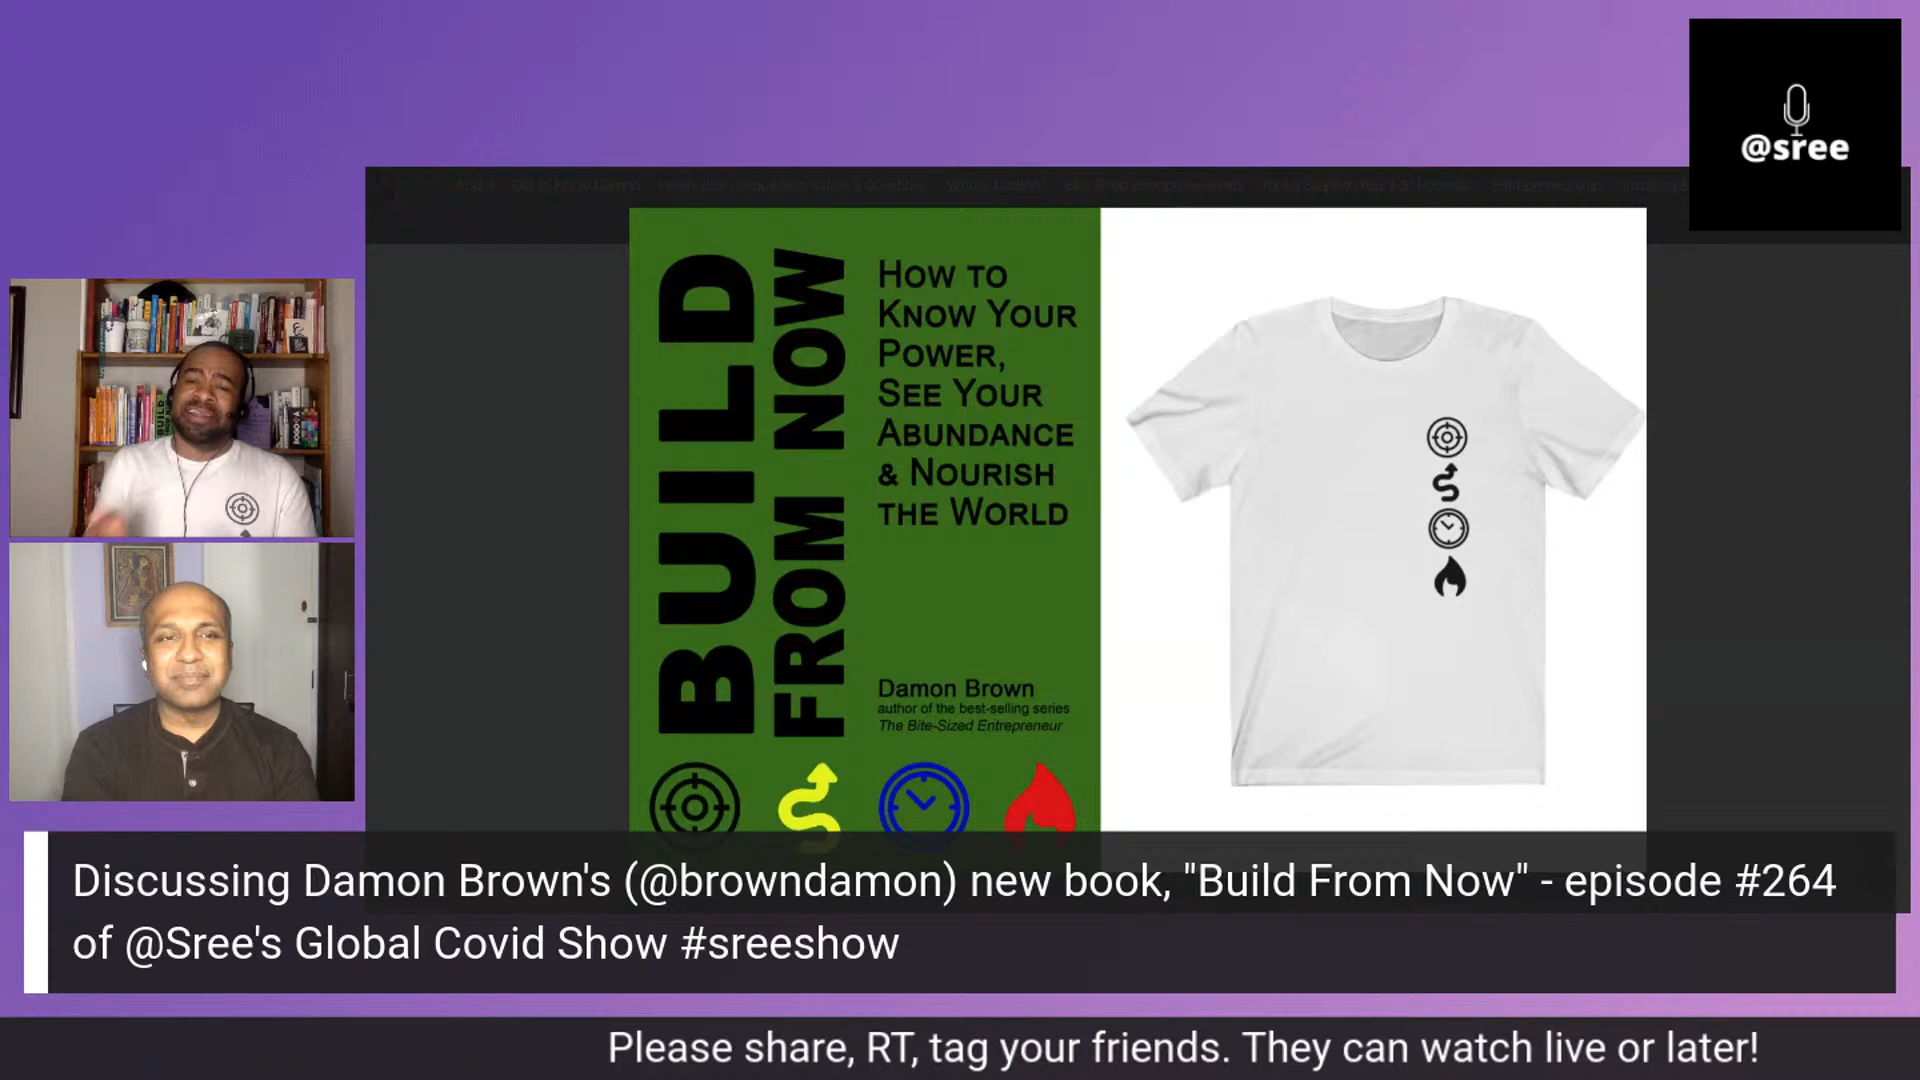 @sree
BUILD
FROM NOW
HOW TO
KNOW YOUR
POWER,
SEE YOUR
ABUNDANCE
& NOURISH
THE WORLD
Damon Brown
author of the best-selling series
The Bite-Sized Entrepreneur
BUILD
Discussing Damon Brown's (@browndamon) new book, "Build From Now" - episode #264
of @Sree's Global Covid Show #sreeshow
Please share, RT, tag your friends. They can watch live or later!